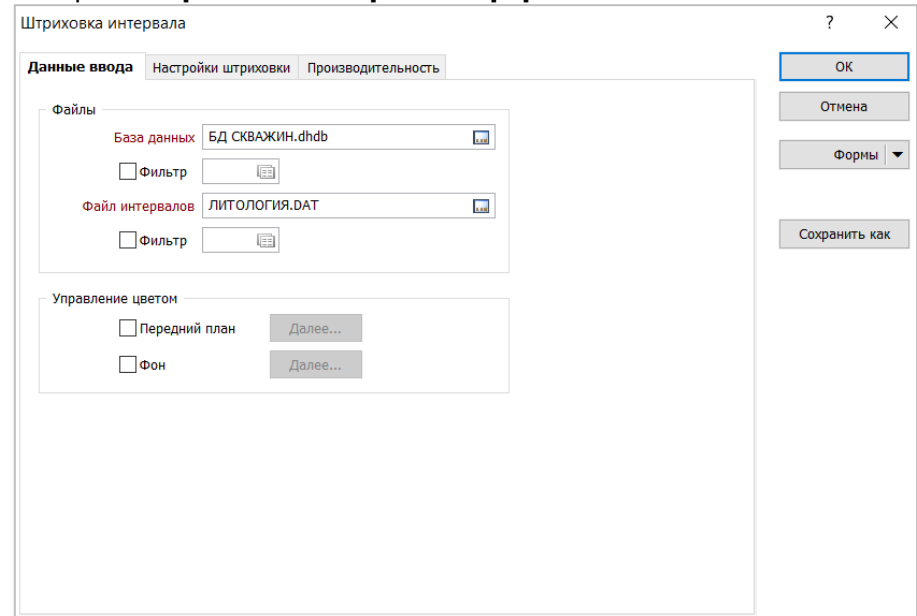 Штриховка интервала ? ×
Данные ввода Настройки штриховки Производительность
OK
Отмена
Формы
Сохранить как
Файлы
База данных БД СКВАЖИН.dhdb
Фильтр
Файл интервалов ЛИТОЛОГИЯ.DAT
Фильтр
Управление цветом
Передний план Далее...
Фон Далее...